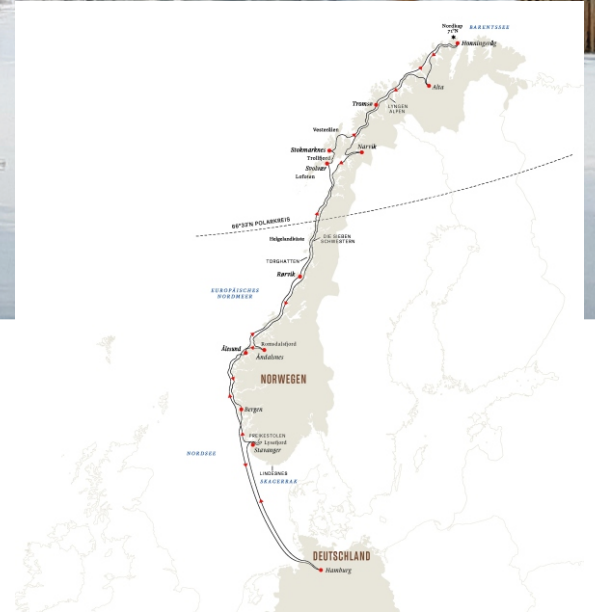 Nordkap
71°N
BARENTSSEE
Honningsvåg
Alta
Tromsø
LYNGEN
ALPEN
Vesterålen
Narvik
Stokmarknes
Trollfjord
Svolvær
Lofoten
66°33'N POLARKREIS
Helgelandküste
DIE SIEBEN
SCHWESTERN
TORGHATTEN
Rørvik
EUROPÄISCHES
NORDMEER
Romsdalsfjord
Ålesund
Åndalsnes
NORWEGEN
Bergen
PREIKESTOLEN
Lysefjord
Stavanger
NORDSEE
LINDESNES
SKAGERRAK
DEUTSCHLAND
Hamburg